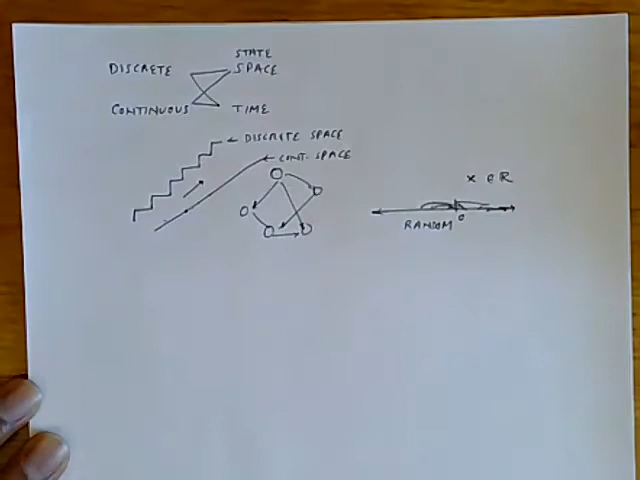 STATE
DISCRETE SPACE
CONTINUOUS TIME
← DISCRETE SPACE
← CONT. SPACE
x ∈ R
0
RANDOM